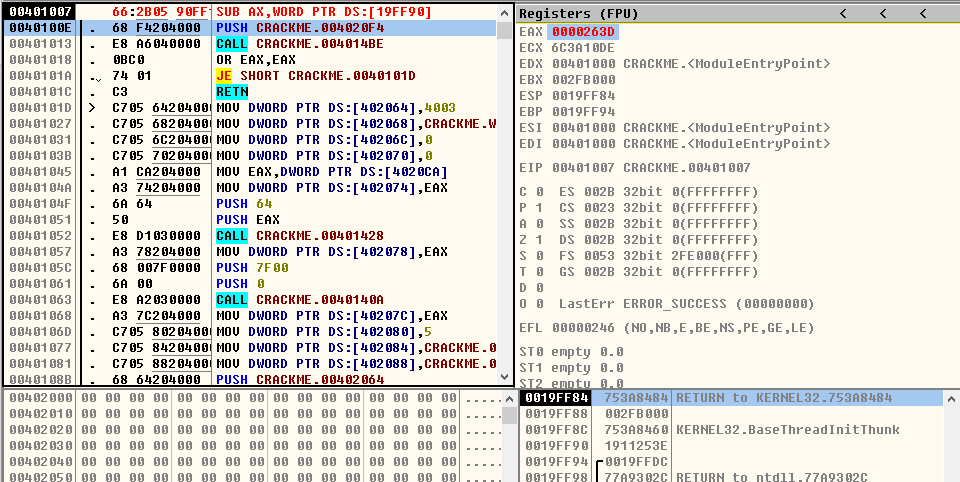 00401007 66:2B05 90FF SUB AX,WORD PTR DS:[19FF90]
0040100E . 68 F4204000 PUSH CRACKME.004020F4
00401013 . E8 A6040000 CALL CRACKME.004014BE
00401018 . 0BC0 OR EAX,EAX
0040101A . 74 01 JE SHORT CRACKME.0040101D
0040101C . C3 RETN
0040101D > C705 64204000 MOV DWORD PTR DS:[402064],4003
00401027 . C705 68204000 MOV DWORD PTR DS:[402068],CRACKME.W
00401031 . C705 6C204000 MOV DWORD PTR DS:[40206C],0
0040103B . C705 70204000 MOV DWORD PTR DS:[402070],0
00401045 . A1 CA204000 MOV EAX,DWORD PTR DS:[4020CA]
0040104A . A3 74204000 MOV DWORD PTR DS:[402074],EAX
0040104F . 6A 64 PUSH 64
00401051 . 50 PUSH EAX
00401052 . E8 D1030000 CALL CRACKME.00401428
00401057 . A3 78204000 MOV DWORD PTR DS:[402078],EAX
0040105C . 68 007F0000 PUSH 7F00
00401061 . 6A 00 PUSH 0
00401063 . E8 A2030000 CALL CRACKME.0040140A
00401068 . A3 7C204000 MOV DWORD PTR DS:[40207C],EAX
0040106D . C705 80204000 MOV DWORD PTR DS:[402080],5
00401077 . C705 84204000 MOV DWORD PTR DS:[402084],CRACKME.0
00401081 . C705 88204000 MOV DWORD PTR DS:[402088],CRACKME.0
0040108B . 68 64204000 PUSH CRACKME.00402064
Registers (FPU) < < <
EAX 0000263D
ECX 6C3A10DE
EDX 00401000 CRACKME.<ModuleEntryPoint>
EBX 002FB000
ESP 0019FF84
EBP 0019FF94
ESI 00401000 CRACKME.<ModuleEntryPoint>
EDI 00401000 CRACKME.<ModuleEntryPoint>
EIP 00401007 CRACKME.00401007
C 0 ES 002B 32bit 0(FFFFFFFF)
P 1 CS 0023 32bit 0(FFFFFFFF)
A 0 SS 002B 32bit 0(FFFFFFFF)
Z 1 DS 002B 32bit 0(FFFFFFFF)
S 0 FS 0053 32bit 2FE000(FFF)
T 0 GS 002B 32bit 0(FFFFFFFF)
D 0
O 0 LastErr ERROR_SUCCESS (00000000)
EFL 00000246 (NO,NB,E,BE,NS,PE,GE,LE)
ST0 empty 0.0
ST1 empty 0.0
ST2 empty 0.0
00402000 00 00 00 00 00 00 00 00 00 00 00 00 00 00 00 00 .....
00402010 00 00 00 00 00 00 00 00 00 00 00 00 00 00 00 00 .....
00402020 00 00 00 00 00 00 00 00 00 00 00 00 00 00 00 00 .....
00402030 00 00 00 00 00 00 00 00 00 00 00 00 00 00 00 00 .....
00402040 00 00 00 00 00 00 00 00 00 00 00 00 00 00 00 00 .....
00402050 00 00 00 00 00 00 00 00 00 00 00 00 00 00 00 00 .....
0019FF84 753A8484 RETURN to KERNEL32.753A8484
0019FF88 002FB000
0019FF8C 753A8460 KERNEL32.BaseThreadInitThunk
0019FF90 1911253E
0019FF94 0019FFDC
0019FF98 77A9302C RETURN to ntdll.77A9302C